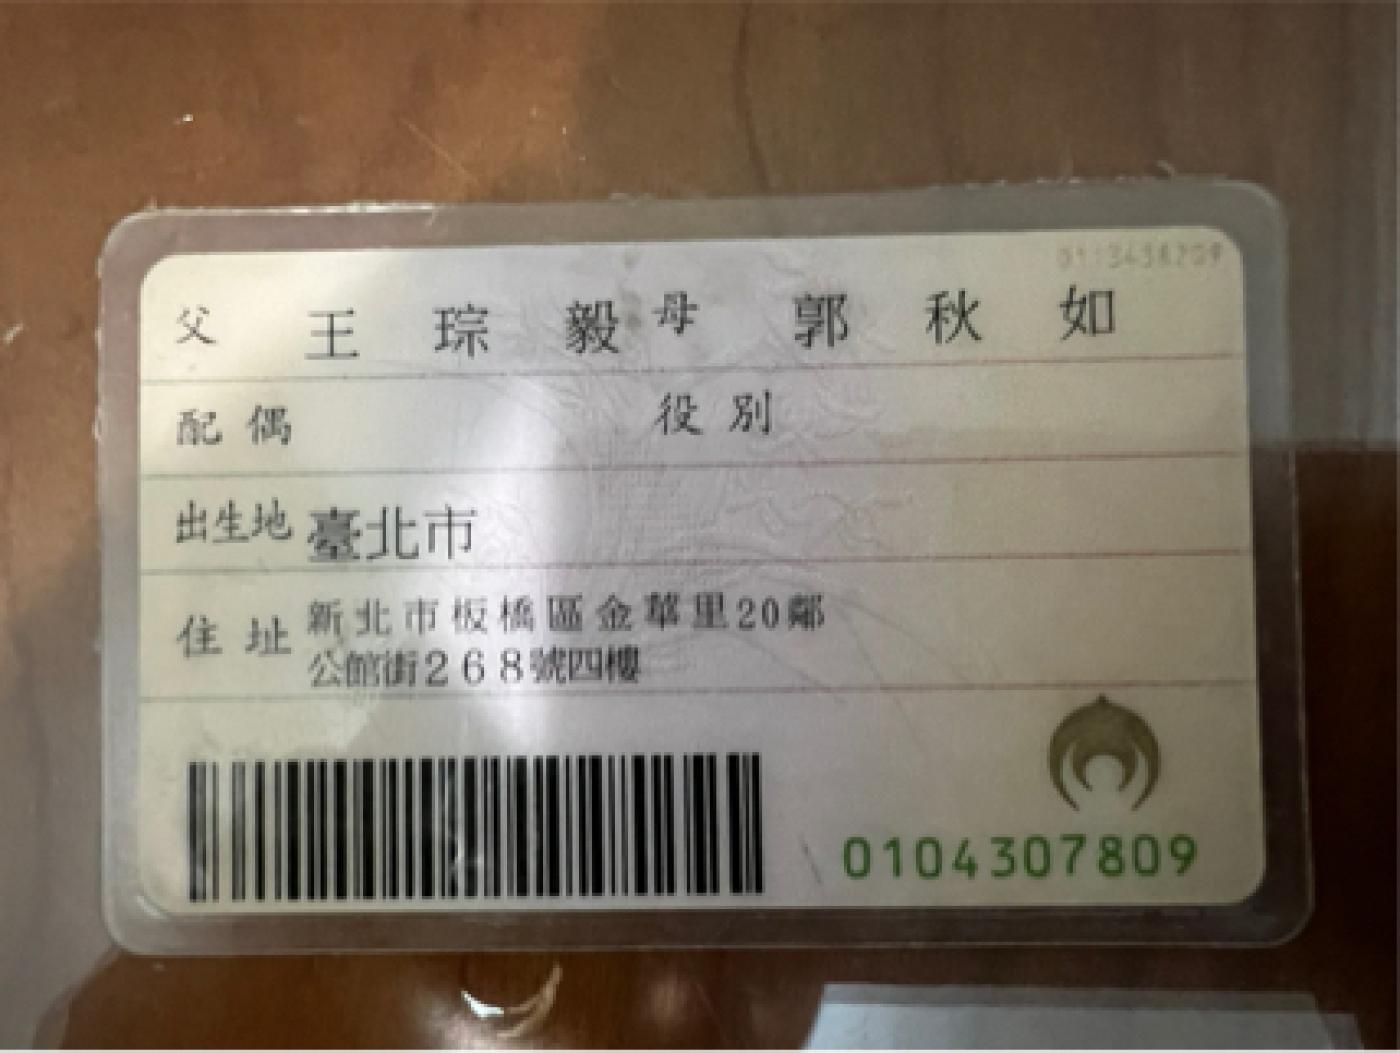 父 王琮毅 母 郭秋如
配偶 役別
出生地 臺北市
住址 新北市板橋區金華里20鄰
公館街268號四樓
0104307809